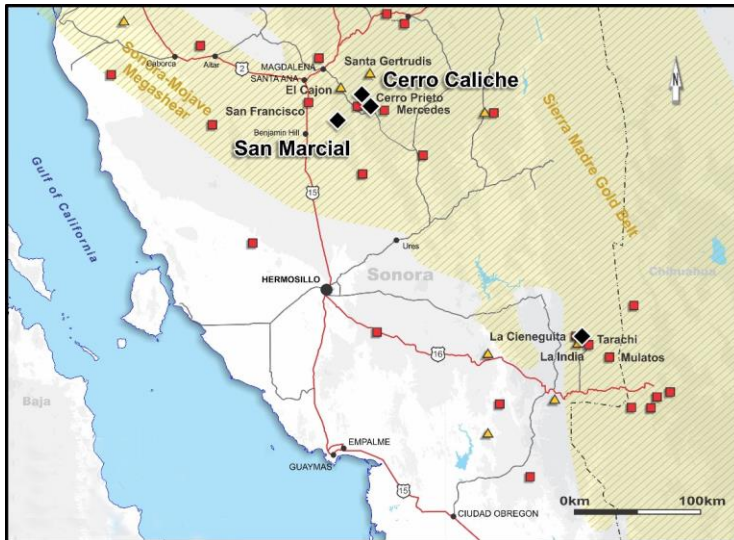 Caborca
Altar
2
MAGDALENA
SANTA ANA
Santa Gertrudis
El Cajon
Cerro Caliche
Cerro Prieto
Mercedes
San Francisco
Benjamin Hill
San Marcial
N
Sonora-Mojave
Megashear
Sierra Madre Gold Belt
Gulf of California
15
Ures
HERMOSILLO
Sonora
Chihuahua
La Cieneguita
Tarachi
La India
Mulatos
16
Baja
EMPALME
GUAYMAS
15
CIUDAD OBREGON
0km
100km